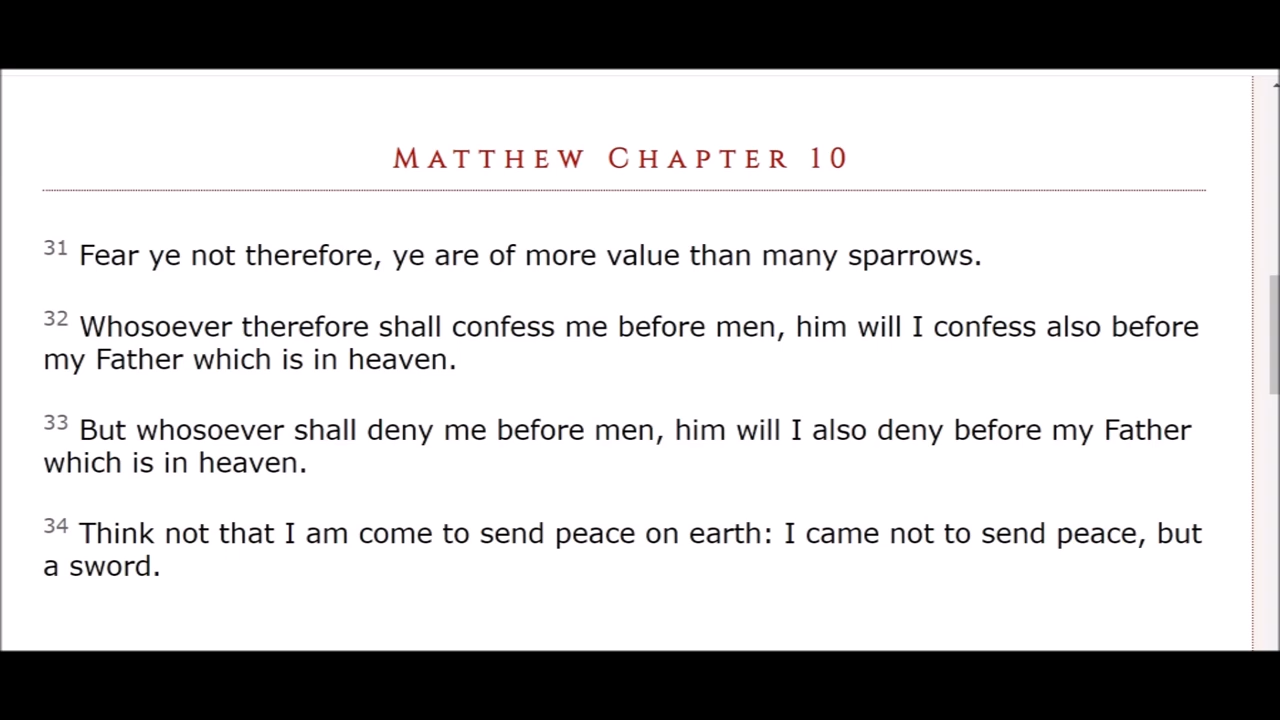 MATTHEW CHAPTER 10
31 Fear ye not therefore, ye are of more value than many sparrows.
32 Whosoever therefore shall confess me before men, him will I confess also before
my Father which is in heaven.
33 But whosoever shall deny me before men, him will I also deny before my Father
which is in heaven.
34 Think not that I am come to send peace on earth: I came not to send peace, but
a sword.